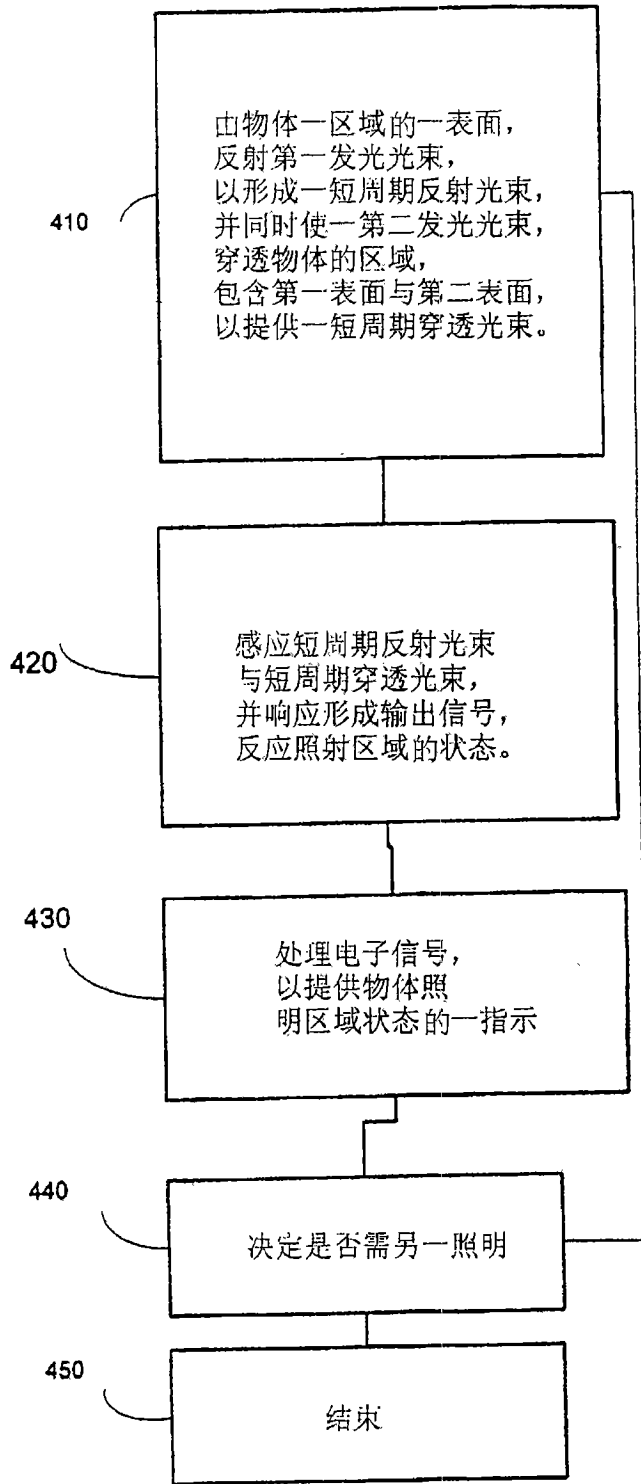 由物体一区域的一表面，
反射第一发光光束，
以形成一短周期反射光束，
并同时使一第二发光光束，
穿透物体的区域，
包含第一表面与第二表面，
以提供一短周期穿透光束。
410
感应短周期反射光束
与短周期穿透光束，
并响应形成输出信号，
反应照射区域的状态。
420
处理电子信号，
以提供物体照
明区域状态的一指示
430
决定是否需另一照明
440
结束
450